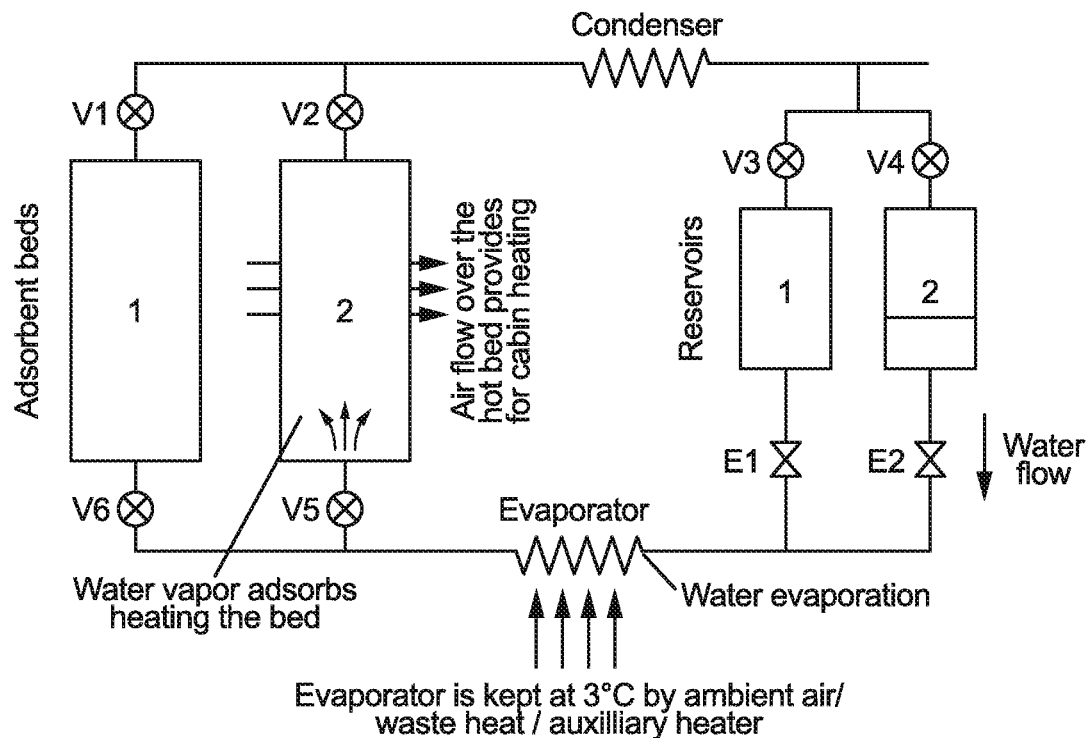 Condenser
V1
V2
V3
V4
Adsorbent beds
1
2
Air flow over the
hot bed provides
for cabin heating
Reservoirs
1
2
E1
E2
Water
flow
V6
V5
Evaporator
Water vapor adsorbs
heating the bed
Water evaporation
Evaporator is kept at 3°C by ambient air/
waste heat / auxilliary heater